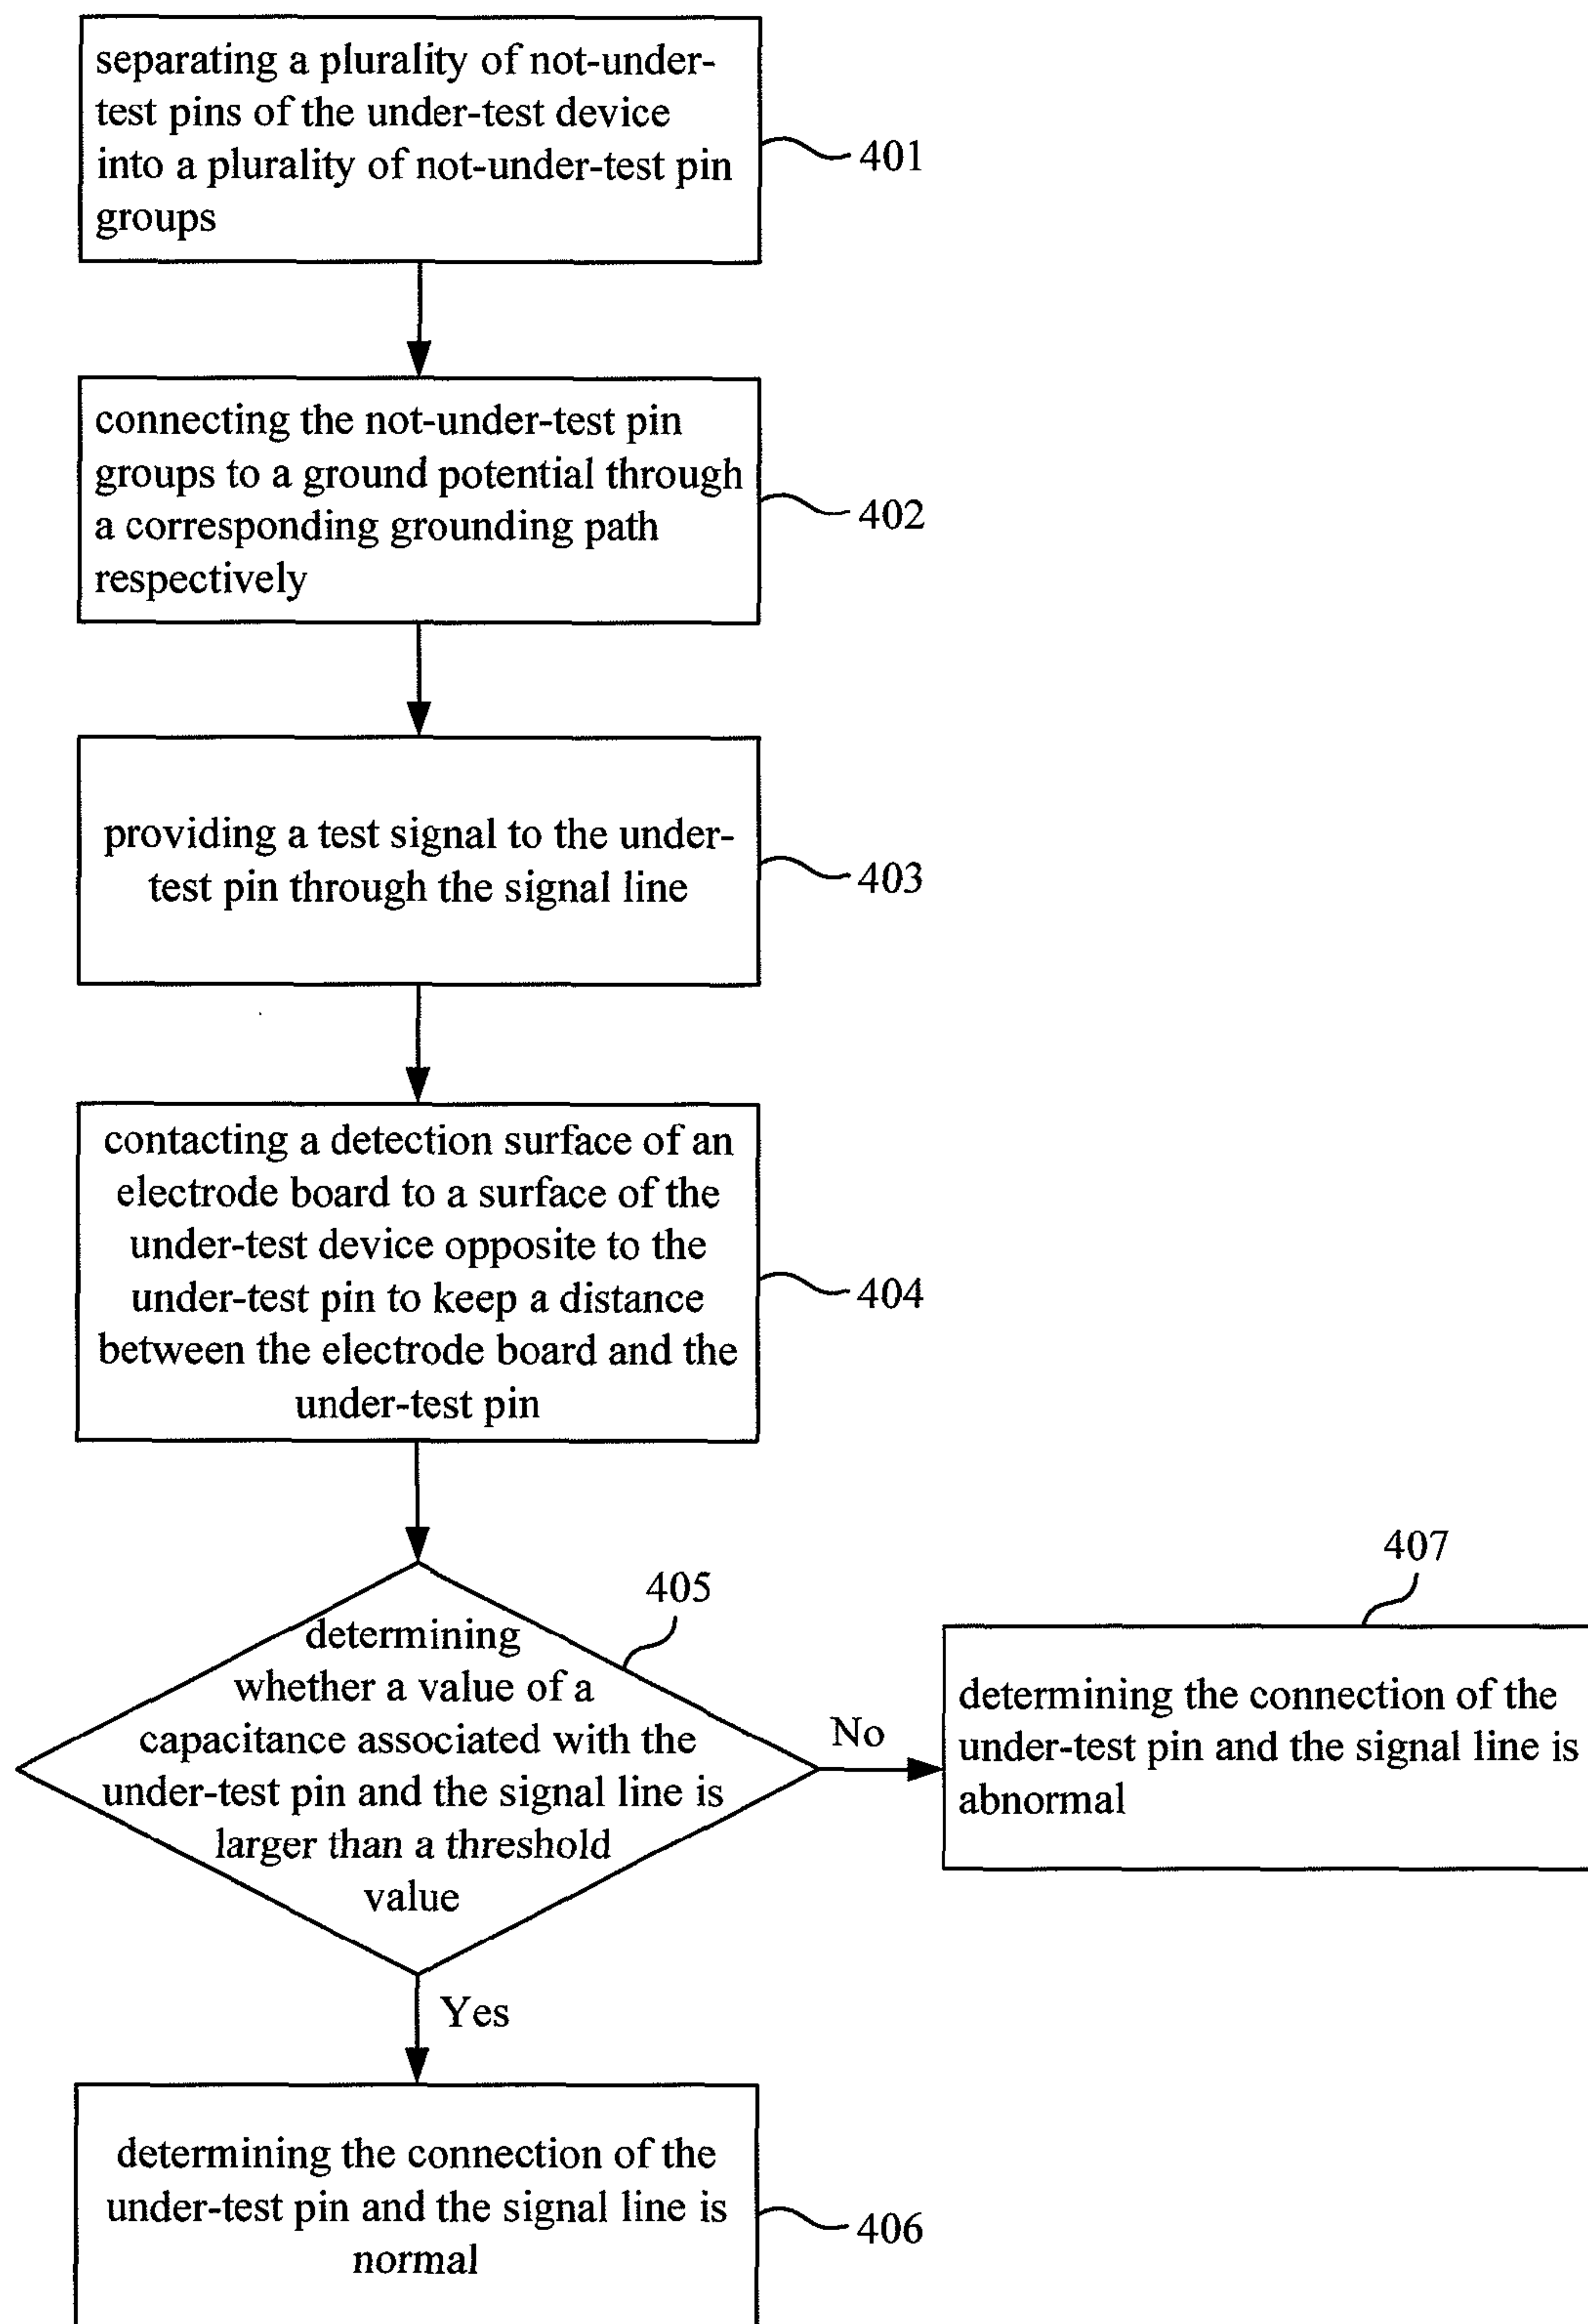 separating a plurality of not-under-
test pins of the under-test device
into a plurality of not-under-test pin
groups
401
connecting the not-under-test pin
groups to a ground potential through
a corresponding grounding path
respectively
402
providing a test signal to the under-
test pin through the signal line
403
contacting a detection surface of an
electrode board to a surface of the
under-test device opposite to the
under-test pin to keep a distance
between the electrode board and the
under-test pin
404
405
determining
whether a value of a
capacitance associated with the
under-test pin and the signal line is
larger than a threshold
value
No
407
determining the connection of the
under-test pin and the signal line is
abnormal
Yes
determining the connection of the
under-test pin and the signal line is
normal
406